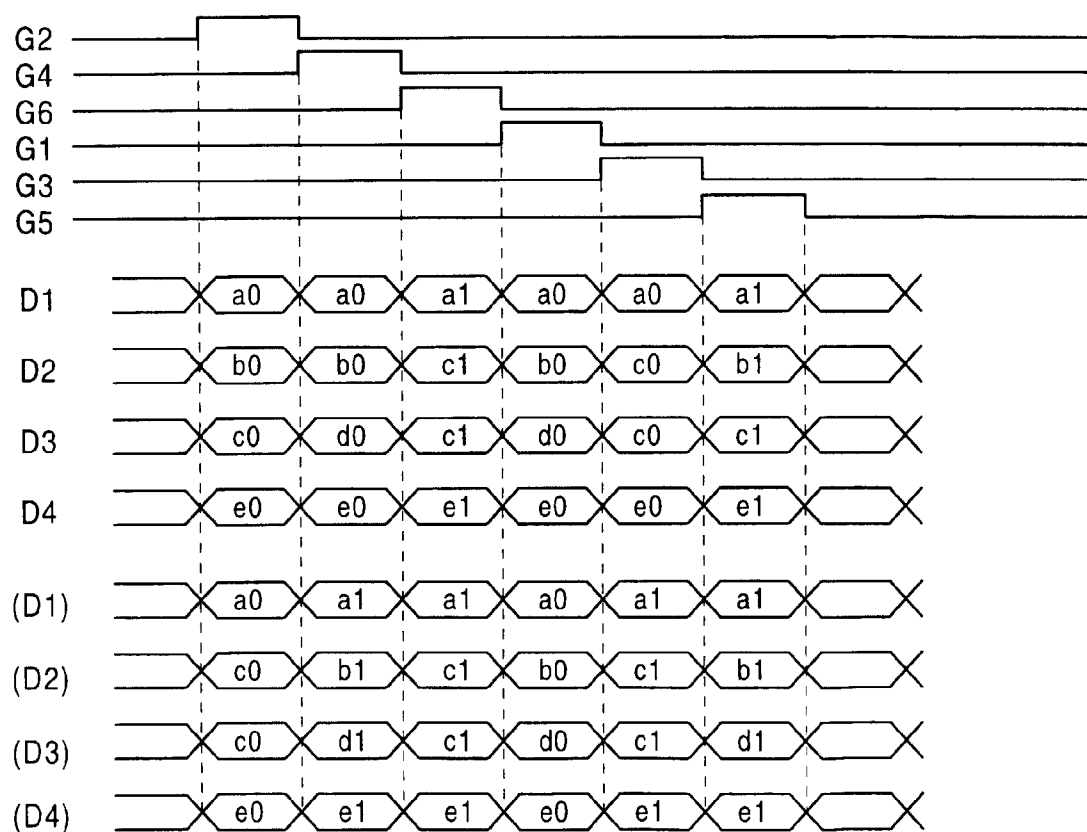 G2
G4
G6
G1
G3
G5
D1 a0 a0 a1 a0 a0 a1
D2 b0 b0 c1 b0 c0 b1
D3 c0 d0 c1 d0 c0 c1
D4 e0 e0 e1 e0 e0 e1
(D1) a0 a1 a1 a0 a1 a1
(D2) c0 b1 c1 b0 c1 b1
(D3) c0 d1 c1 d0 c1 d1
(D4) e0 e1 e1 e0 e1 e1